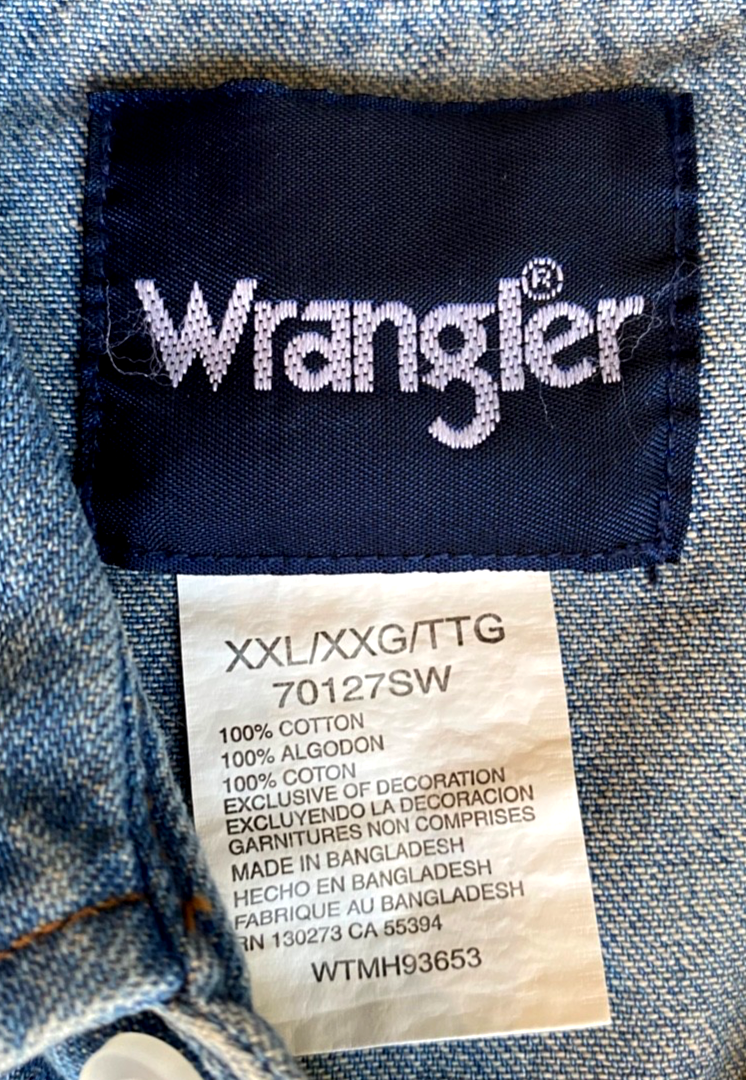 Wrangler®
XXL/XXG/TTG
70127SW
100% COTTON
100% ALGODON
100% COTON
EXCLUSIVE OF DECORATION
EXCLUYENDO LA DECORACION
GARNITURES NON COMPRISES
MADE IN BANGLADESH
HECHO EN BANGLADESH
FABRIQUE AU BANGLADESH
RN 130273 CA 55394
WTMH93653